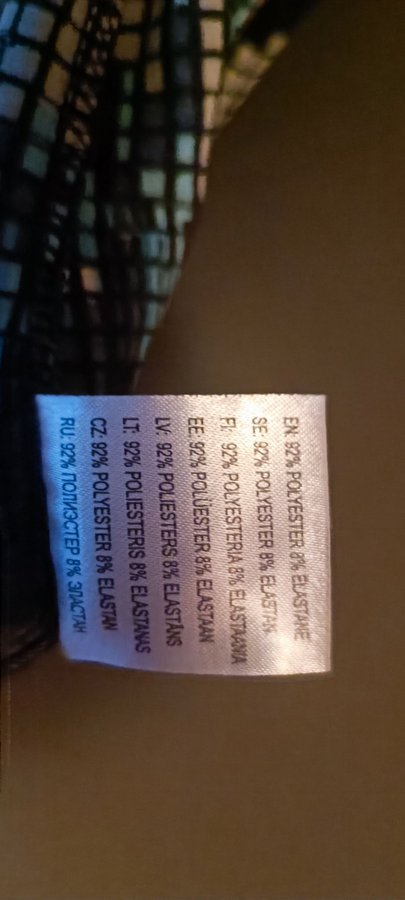 EN: 92% POLYESTER 8% ELASTANE
SE: 92% POLYESTER 8% ELASTAN
FI: 92% POLYESTERIA 8% ELASTAANIA
EE: 92% POLÜESTER 8% ELASTAAN
LV: 92% POLIESTERS 8% ELASTĀNS
LT: 92% POLIESTERIS 8% ELASTANAS
CZ: 92% POLYESTER 8% ELASTAN
RU: 92% ПОЛИЭСТЕР 8% ЭЛАСТАН